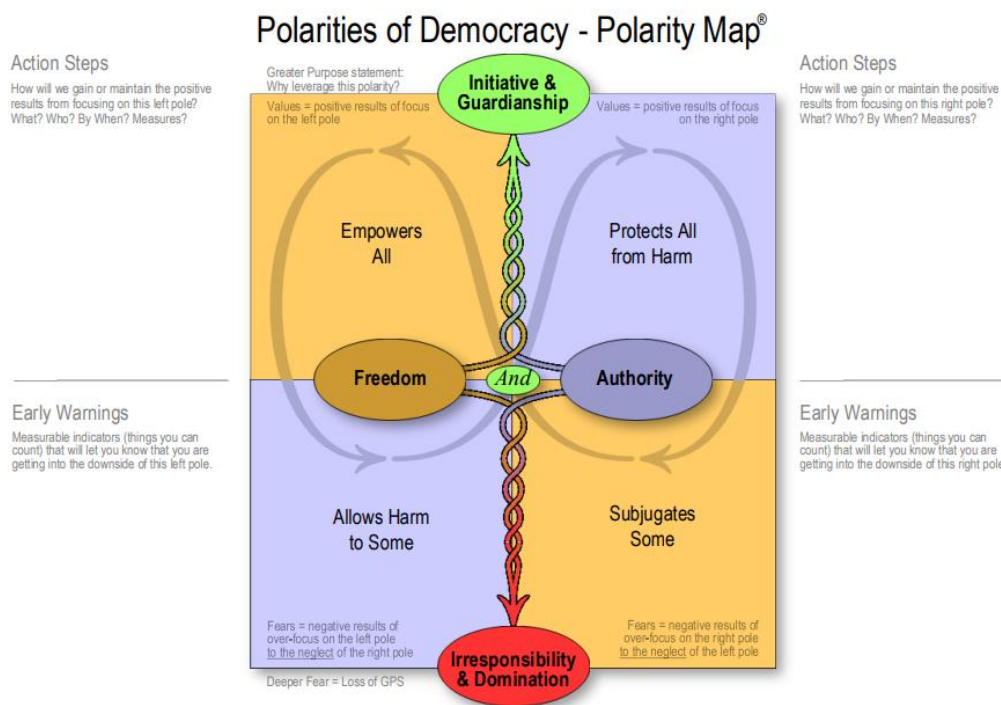 Polarities of Democracy - Polarity Map®
Action Steps
How will we gain or maintain the positive
results from focusing on this left pole?
What? Who? By When? Measures?
Greater Purpose statement:
Why leverage this polarity?
Values = positive results of focus
on the left pole
Initiative &
Guardianship
Values = positive results of focus
on the right pole
Action Steps
How will we gain or maintain the positive
results from focusing on this right pole?
What? Who? By When? Measures?
Empowers
All
Protects All
from Harm
Freedom
And
Authority
Early Warnings
Measurable indicators (things you can
count) that will let you know that you are
getting into the downside of this left pole.
Allows Harm
to Some
Subjugates
Some
Early Warnings
Measurable indicators (things you can
count) that will let you know that you are
getting into the downside of this right pole
Fears = negative results of
over-focus on the left pole
to the neglect of the right pole
Irresponsibility
& Domination
Fears = negative results of
over-focus on the right pole
to the neglect of the left pole
Deeper Fear = Loss of GPS